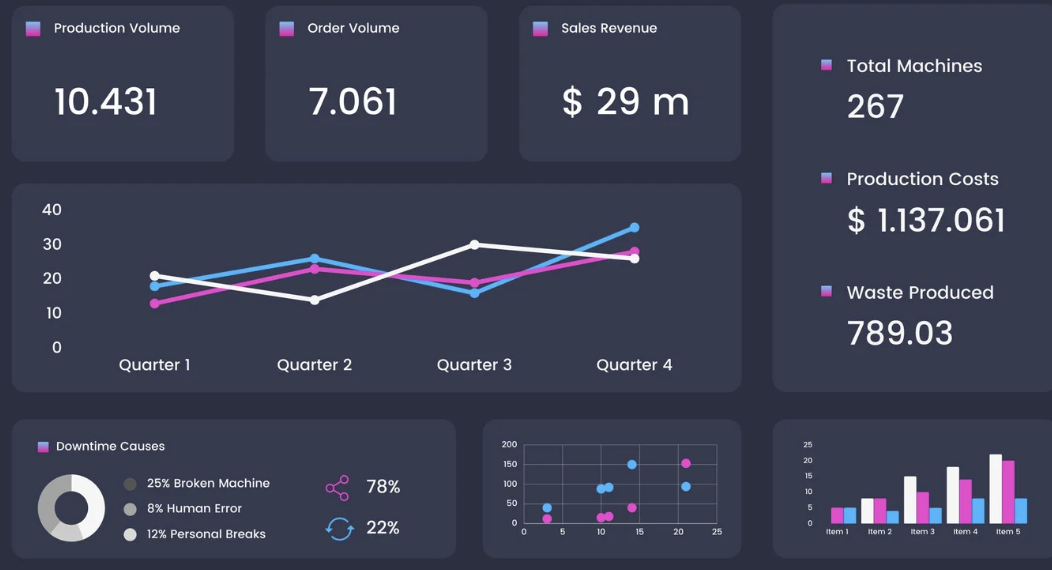 Production Volume
10.431
Order Volume
7.061
Sales Revenue
$ 29 m
Total Machines
267
Production Costs
$ 1.137.061
Waste Produced
789.03
40
30
20
10
0
Quarter 1 Quarter 2 Quarter 3 Quarter 4
Downtime Causes
25% Broken Machine
8% Human Error
12% Personal Breaks
78%
22%
200
150
100
50
0
0 5 10 15 20 25
25
20
15
10
5
0
Item 1 Item 2 Item 3 Item 4 Item 5